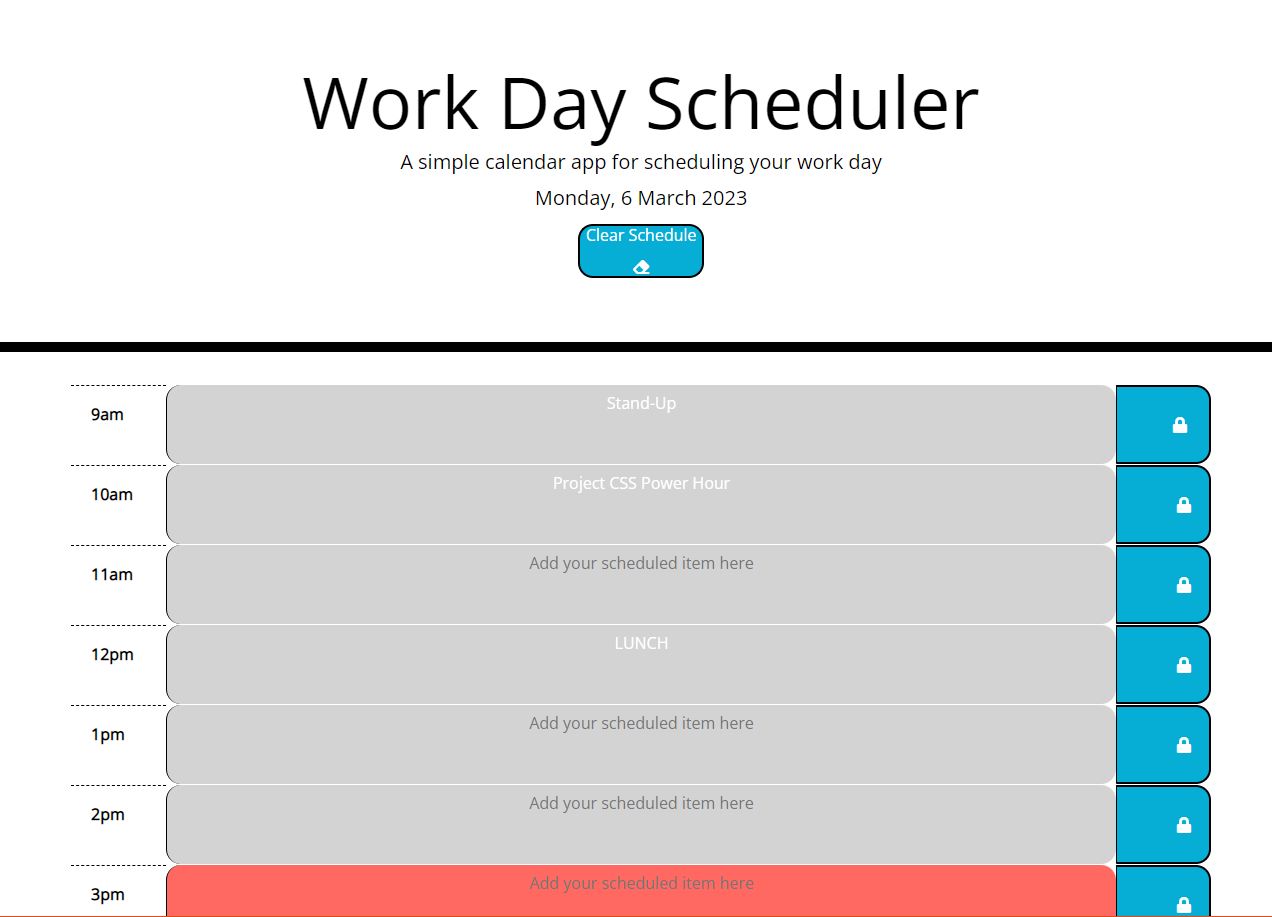 Work Day Scheduler
A simple calendar app for scheduling your work day
Monday, 6 March 2023
Clear Schedule
9am
Stand-Up
10am
Project CSS Power Hour
11am
Add your scheduled item here
12pm
LUNCH
1pm
Add your scheduled item here
2pm
Add your scheduled item here
3pm
Add your scheduled item here